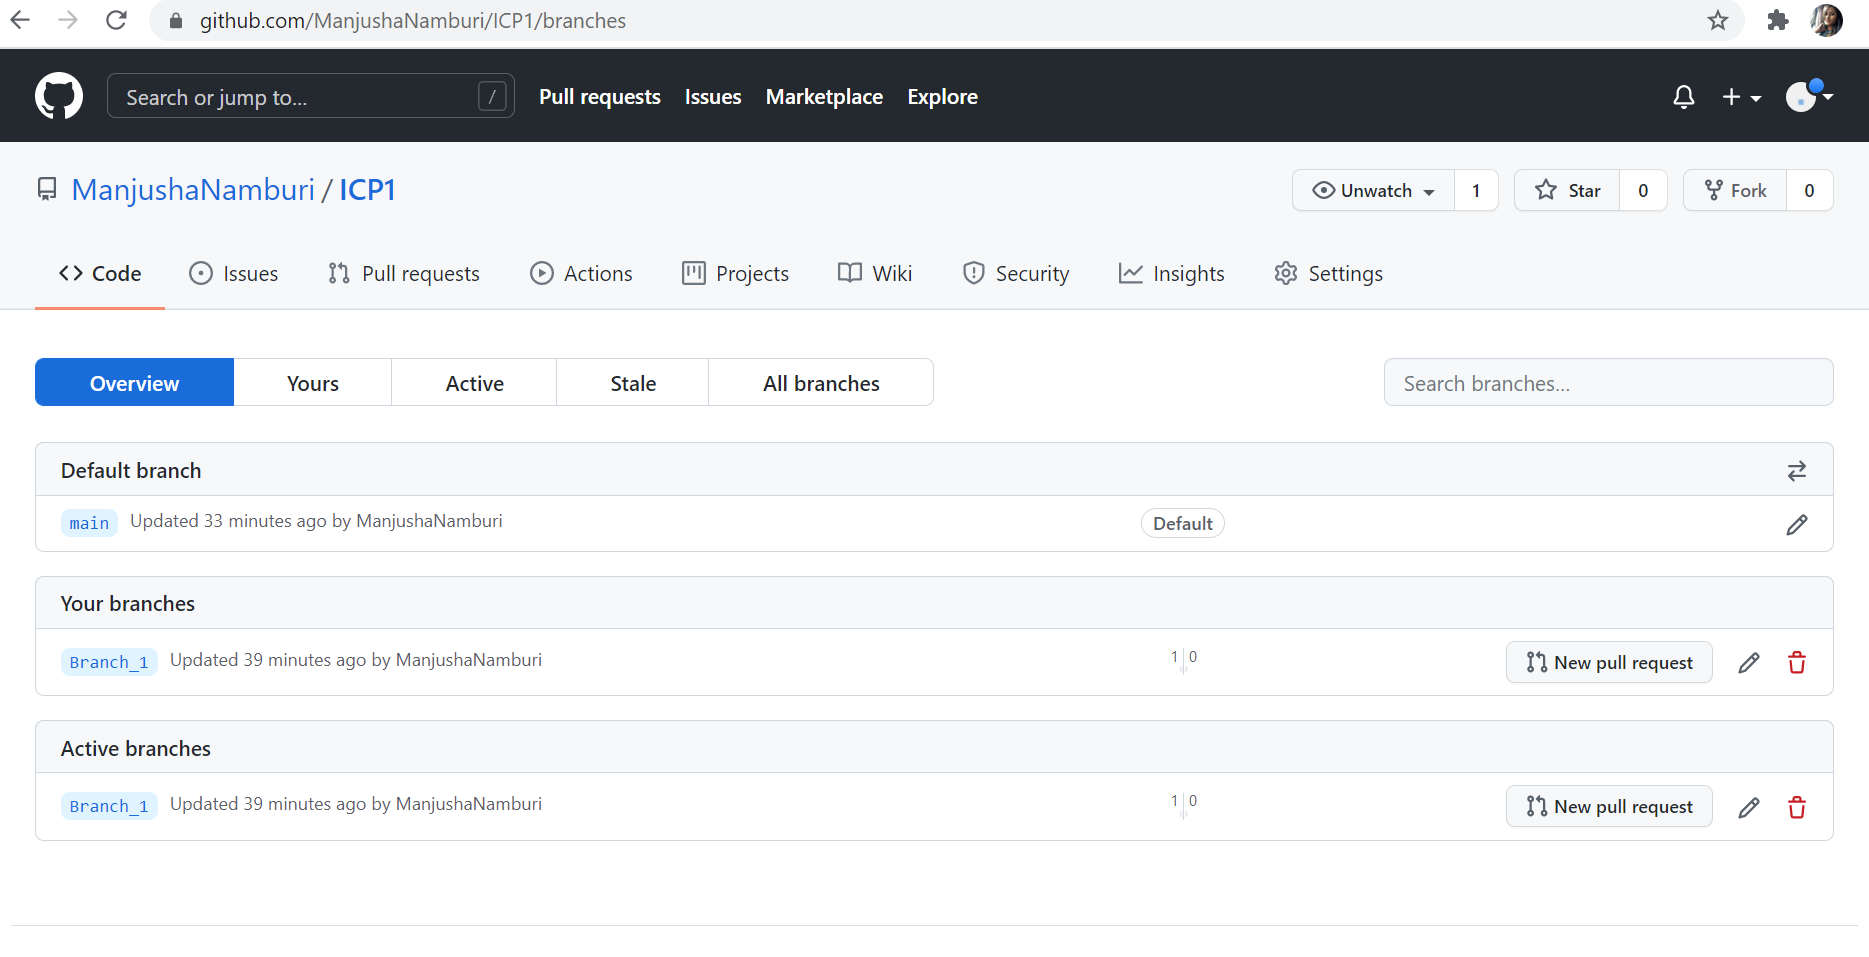 github.com/ManjushaNamburi/ICP1/branches
Search or jump to... / Pull requests Issues Marketplace Explore
ManjushaNamburi / ICP1 Unwatch 1 Star 0 Fork 0
Code Issues Pull requests Actions Projects Wiki Security Insights Settings
Overview Yours Active Stale All branches Search branches...
Default branch
main Updated 33 minutes ago by ManjushaNamburi Default
Your branches
Branch_1 Updated 39 minutes ago by ManjushaNamburi 1 0 New pull request
Active branches
Branch_1 Updated 39 minutes ago by ManjushaNamburi 1 0 New pull request